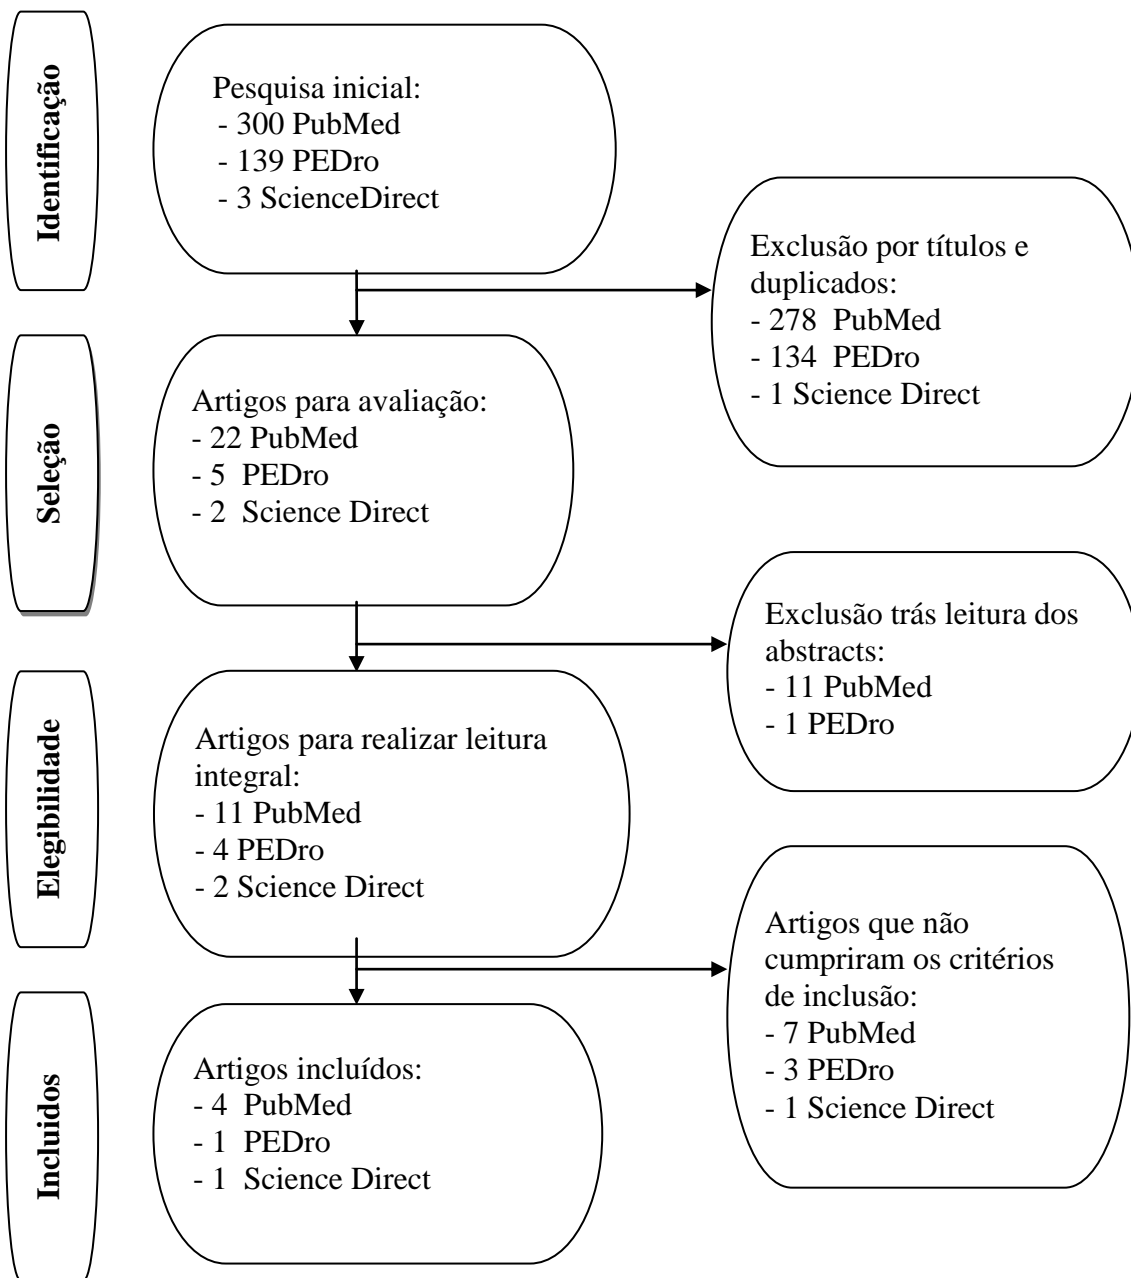 Identificação
Pesquisa inicial:
- 300 PubMed
- 139 PEDro
- 3 ScienceDirect
Exclusão por títulos e
duplicados:
- 278 PubMed
- 134 PEDro
- 1 Science Direct
Seleção
Artigos para avaliação:
- 22 PubMed
- 5 PEDro
- 2 Science Direct
Exclusão trás leitura dos
abstracts:
- 11 PubMed
- 1 PEDro
Elegibilidade
Artigos para realizar leitura
integral:
- 11 PubMed
- 4 PEDro
- 2 Science Direct
Artigos que não
cumpriram os critérios
de inclusão:
- 7 PubMed
- 3 PEDro
- 1 Science Direct
Incluidos
Artigos incluídos:
- 4 PubMed
- 1 PEDro
- 1 Science Direct